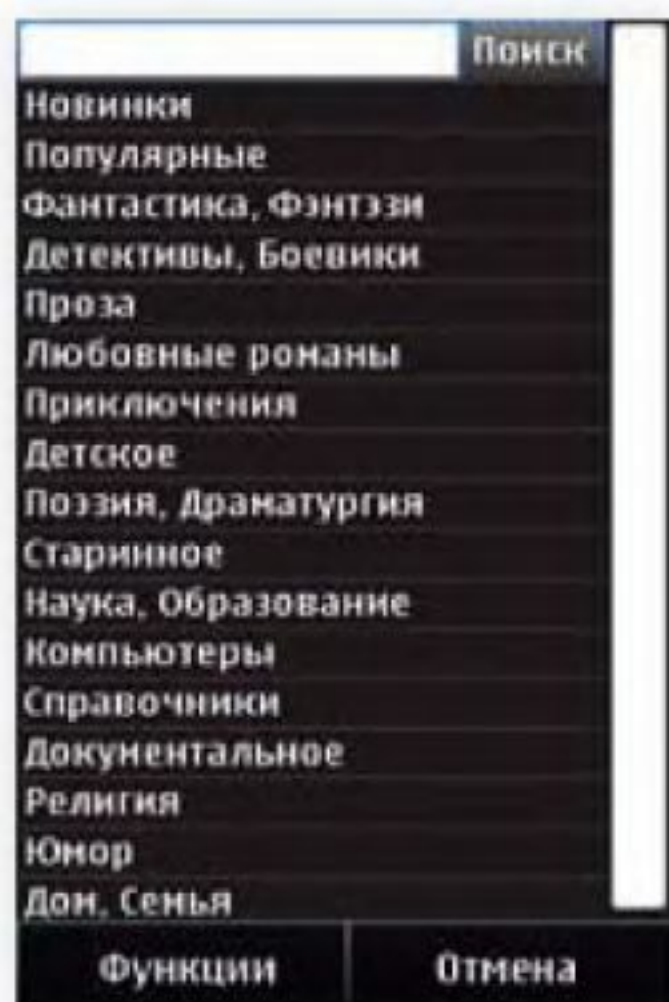 Поиск
Новинки
Популярные
Фантастика, Фэнтэзи
Детективы, Боевики
Проза
Любовные романы
Приключения
Детское
Поэзия, Драматургия
Старинное
Наука, Образование
Компьютеры
Справочники
Документальное
Религия
Юмор
Дом, Семья
Функции Отмена